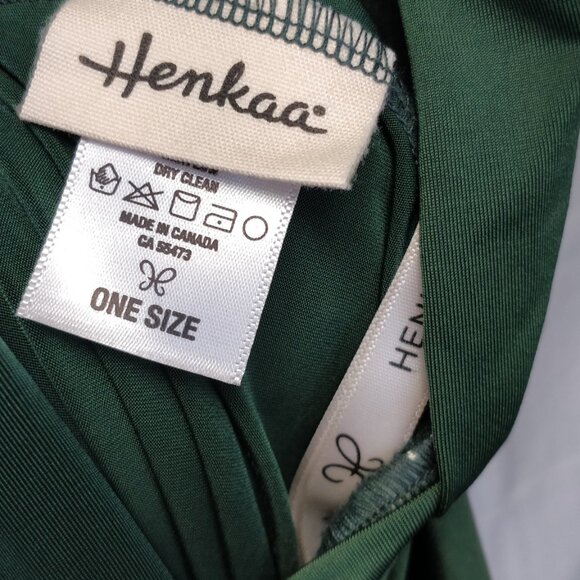 Henkaa
DRY CLEAN
MADE IN CANADA
CA 55473
ONE SIZE
HEN